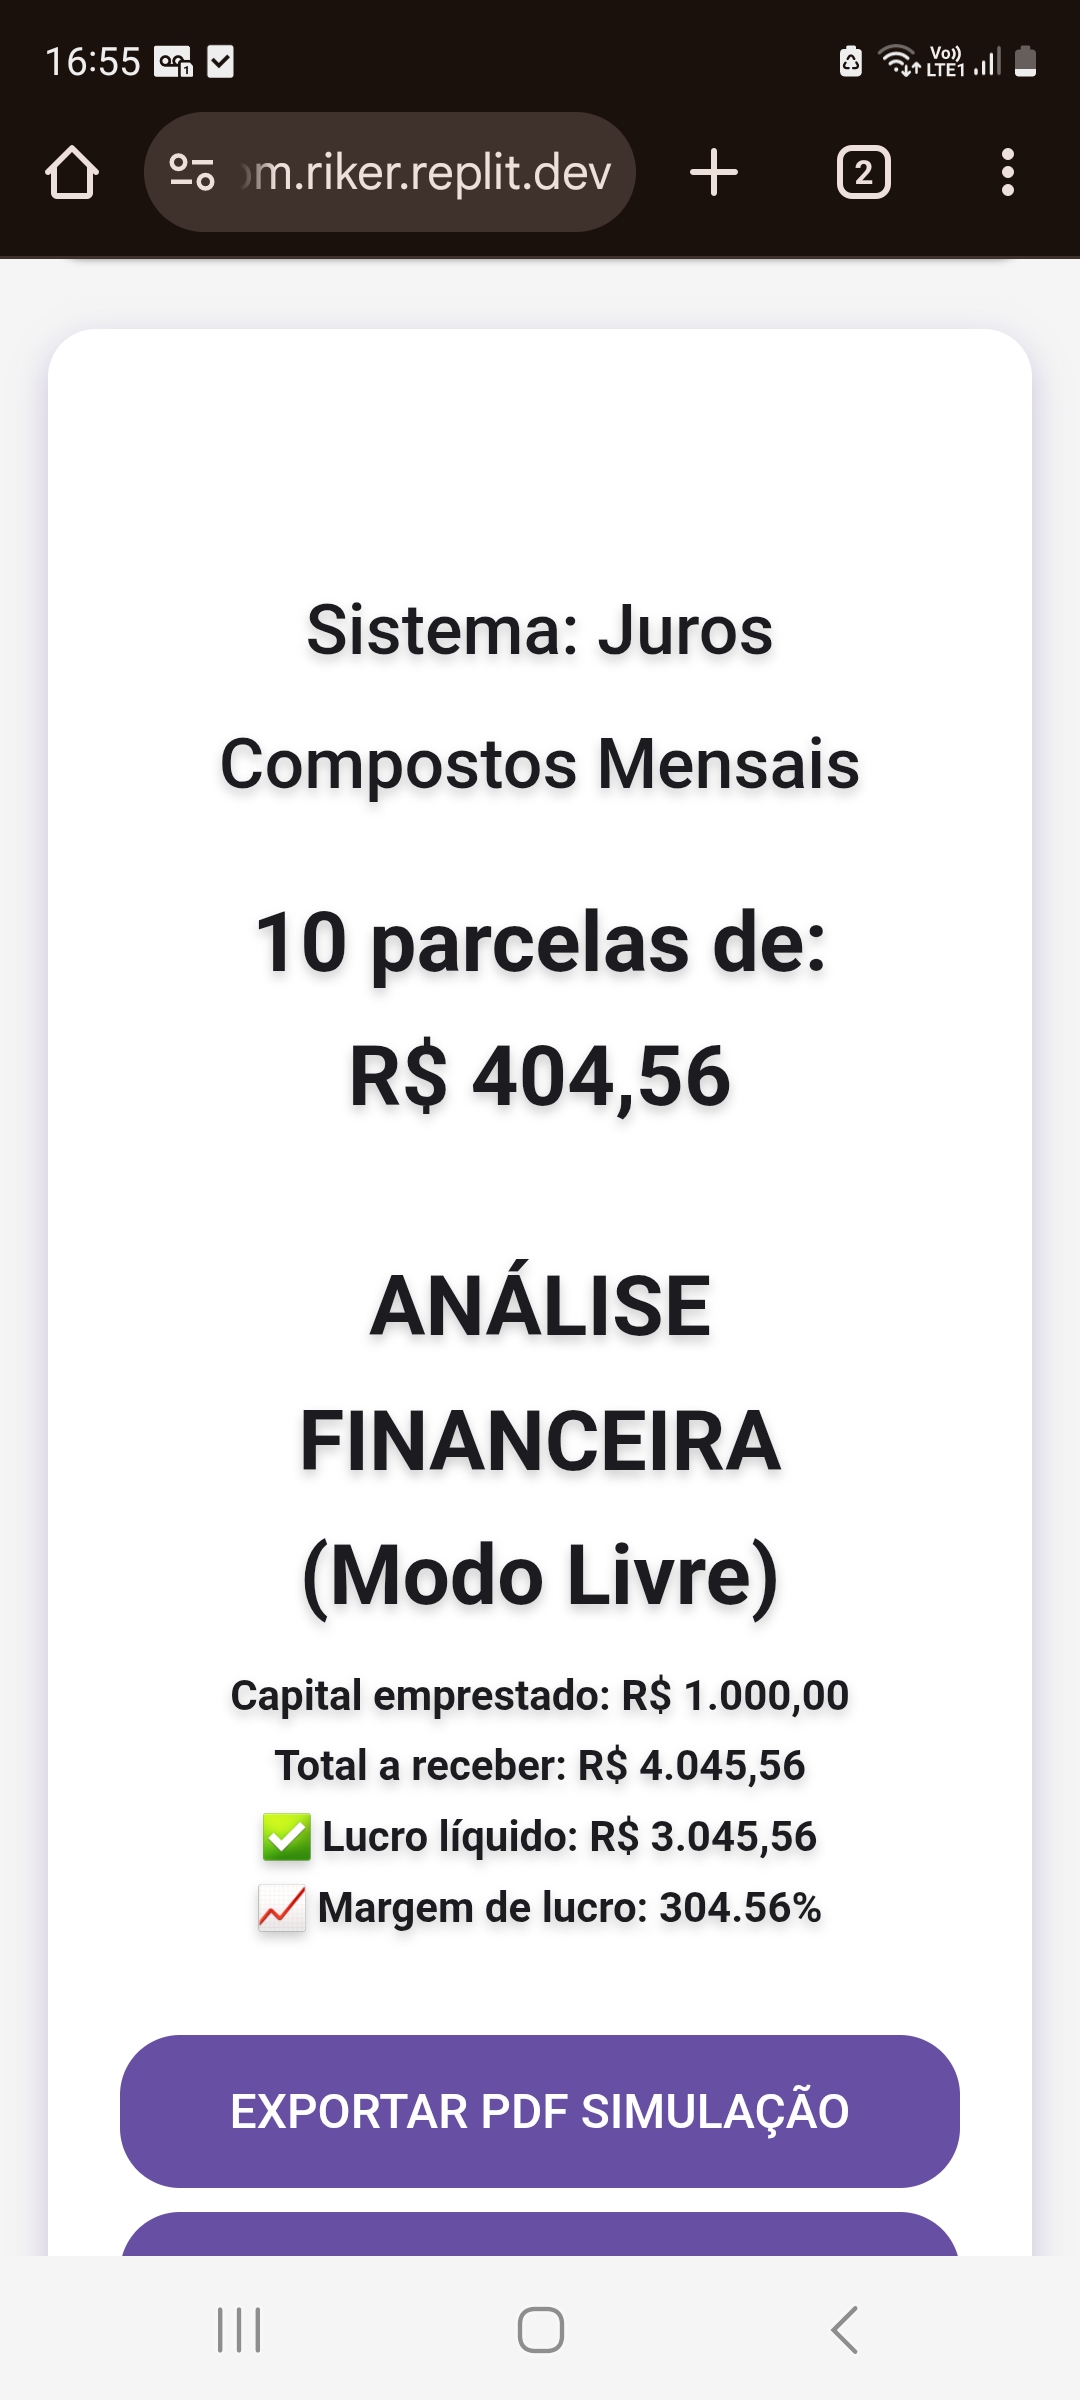 16:55
Vo))
LTE1
m.riker.replit.dev
2
Sistema: Juros
Compostos Mensais
10 parcelas de:
R$ 404,56
ANÁLISE
FINANCEIRA
(Modo Livre)
Capital emprestado: R$ 1.000,00
Total a receber: R$ 4.045,56
✅ Lucro líquido: R$ 3.045,56
📈 Margem de lucro: 304.56%
EXPORTAR PDF SIMULAÇÃO